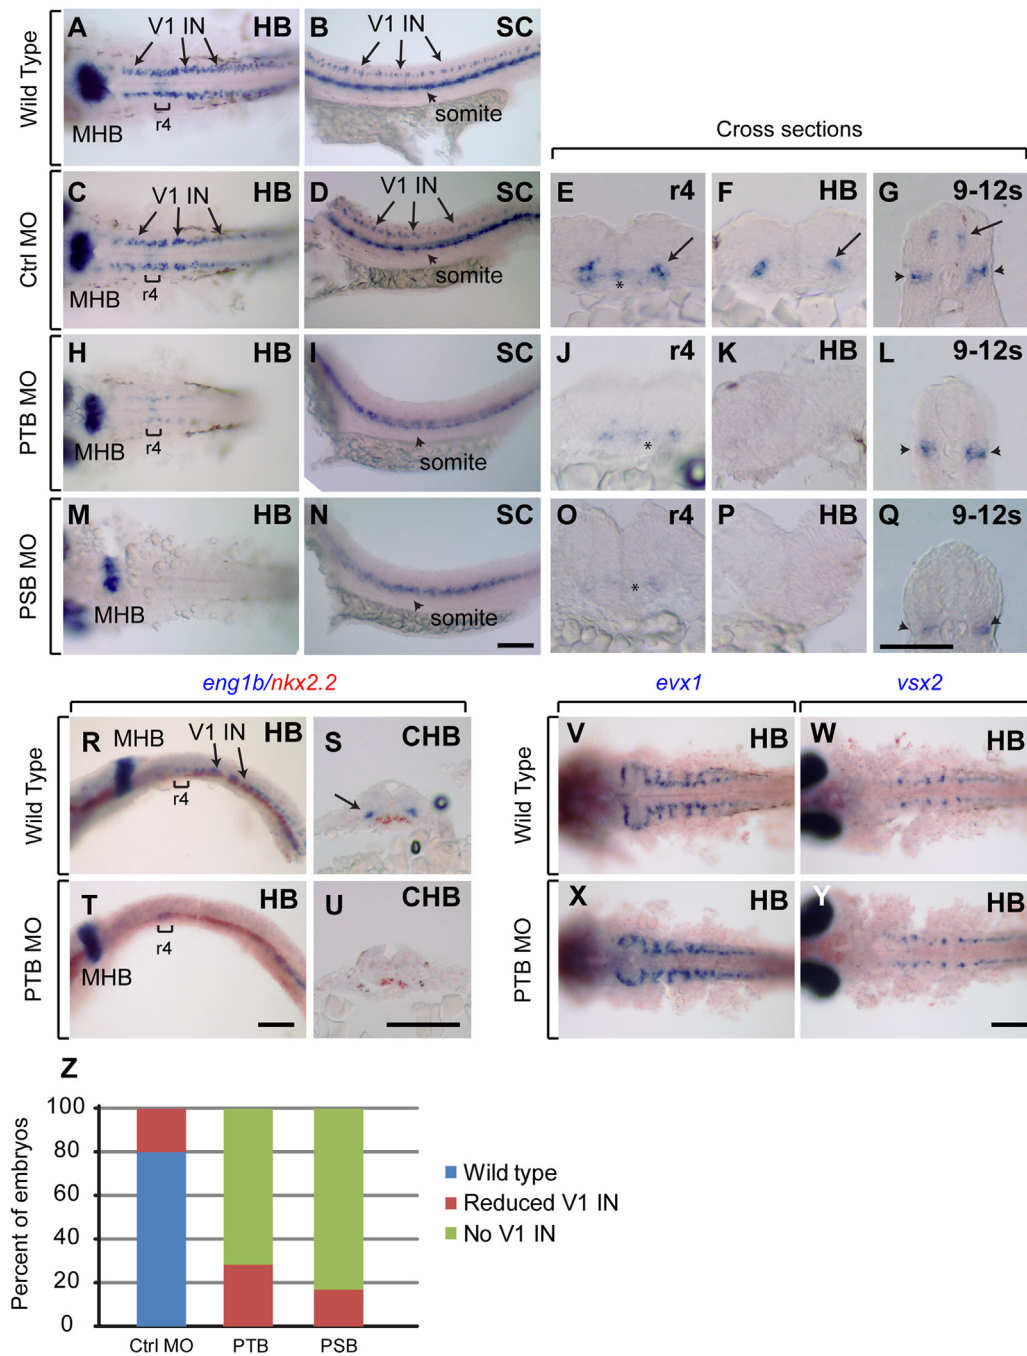 Wild Type
A V1 IN HB
MHB r4
B V1 IN SC
somite
Cross sections
Ctrl MO
C V1 IN HB
MHB r4
D V1 IN SC
somite
E r4
*
F HB
G 9-12s
PTB MO
H HB
MHB r4
I SC
somite
J r4
*
K HB
L 9-12s
PSB MO
M HB
MHB
N SC
somite
O r4
*
P HB
Q 9-12s
eng1b/nkx2.2
Wild Type
R MHB V1 IN HB
r4
S CHB
PTB MO
T HB
MHB r4
U CHB
evx1
vsx2
Wild Type
V HB
W HB
PTB MO
X HB
Y HB
Z
Percent of embryos
100
80
60
40
20
0
Ctrl MO PTB PSB
Wild type
Reduced V1 IN
No V1 IN